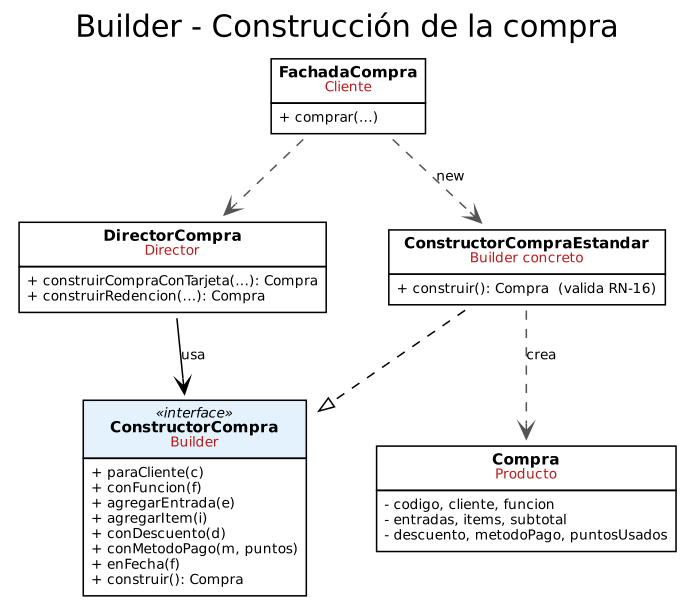 Builder - Construcción de la compra
FachadaCompra
Cliente
+ comprar(...)
new
DirectorCompra
Director
+ construirCompraConTarjeta(...): Compra
+ construirRedencion(...): Compra
ConstructorCompraEstandar
Builder concreto
+ construir(): Compra  (valida RN-16)
usa
crea
«interface»
ConstructorCompra
Builder
+ paraCliente(c)
+ conFuncion(f)
+ agregarEntrada(e)
+ agregarItem(i)
+ conDescuento(d)
+ conMetodoPago(m, puntos)
+ enFecha(f)
+ construir(): Compra
Compra
Producto
- codigo, cliente, funcion
- entradas, items, subtotal
- descuento, metodoPago, puntosUsados